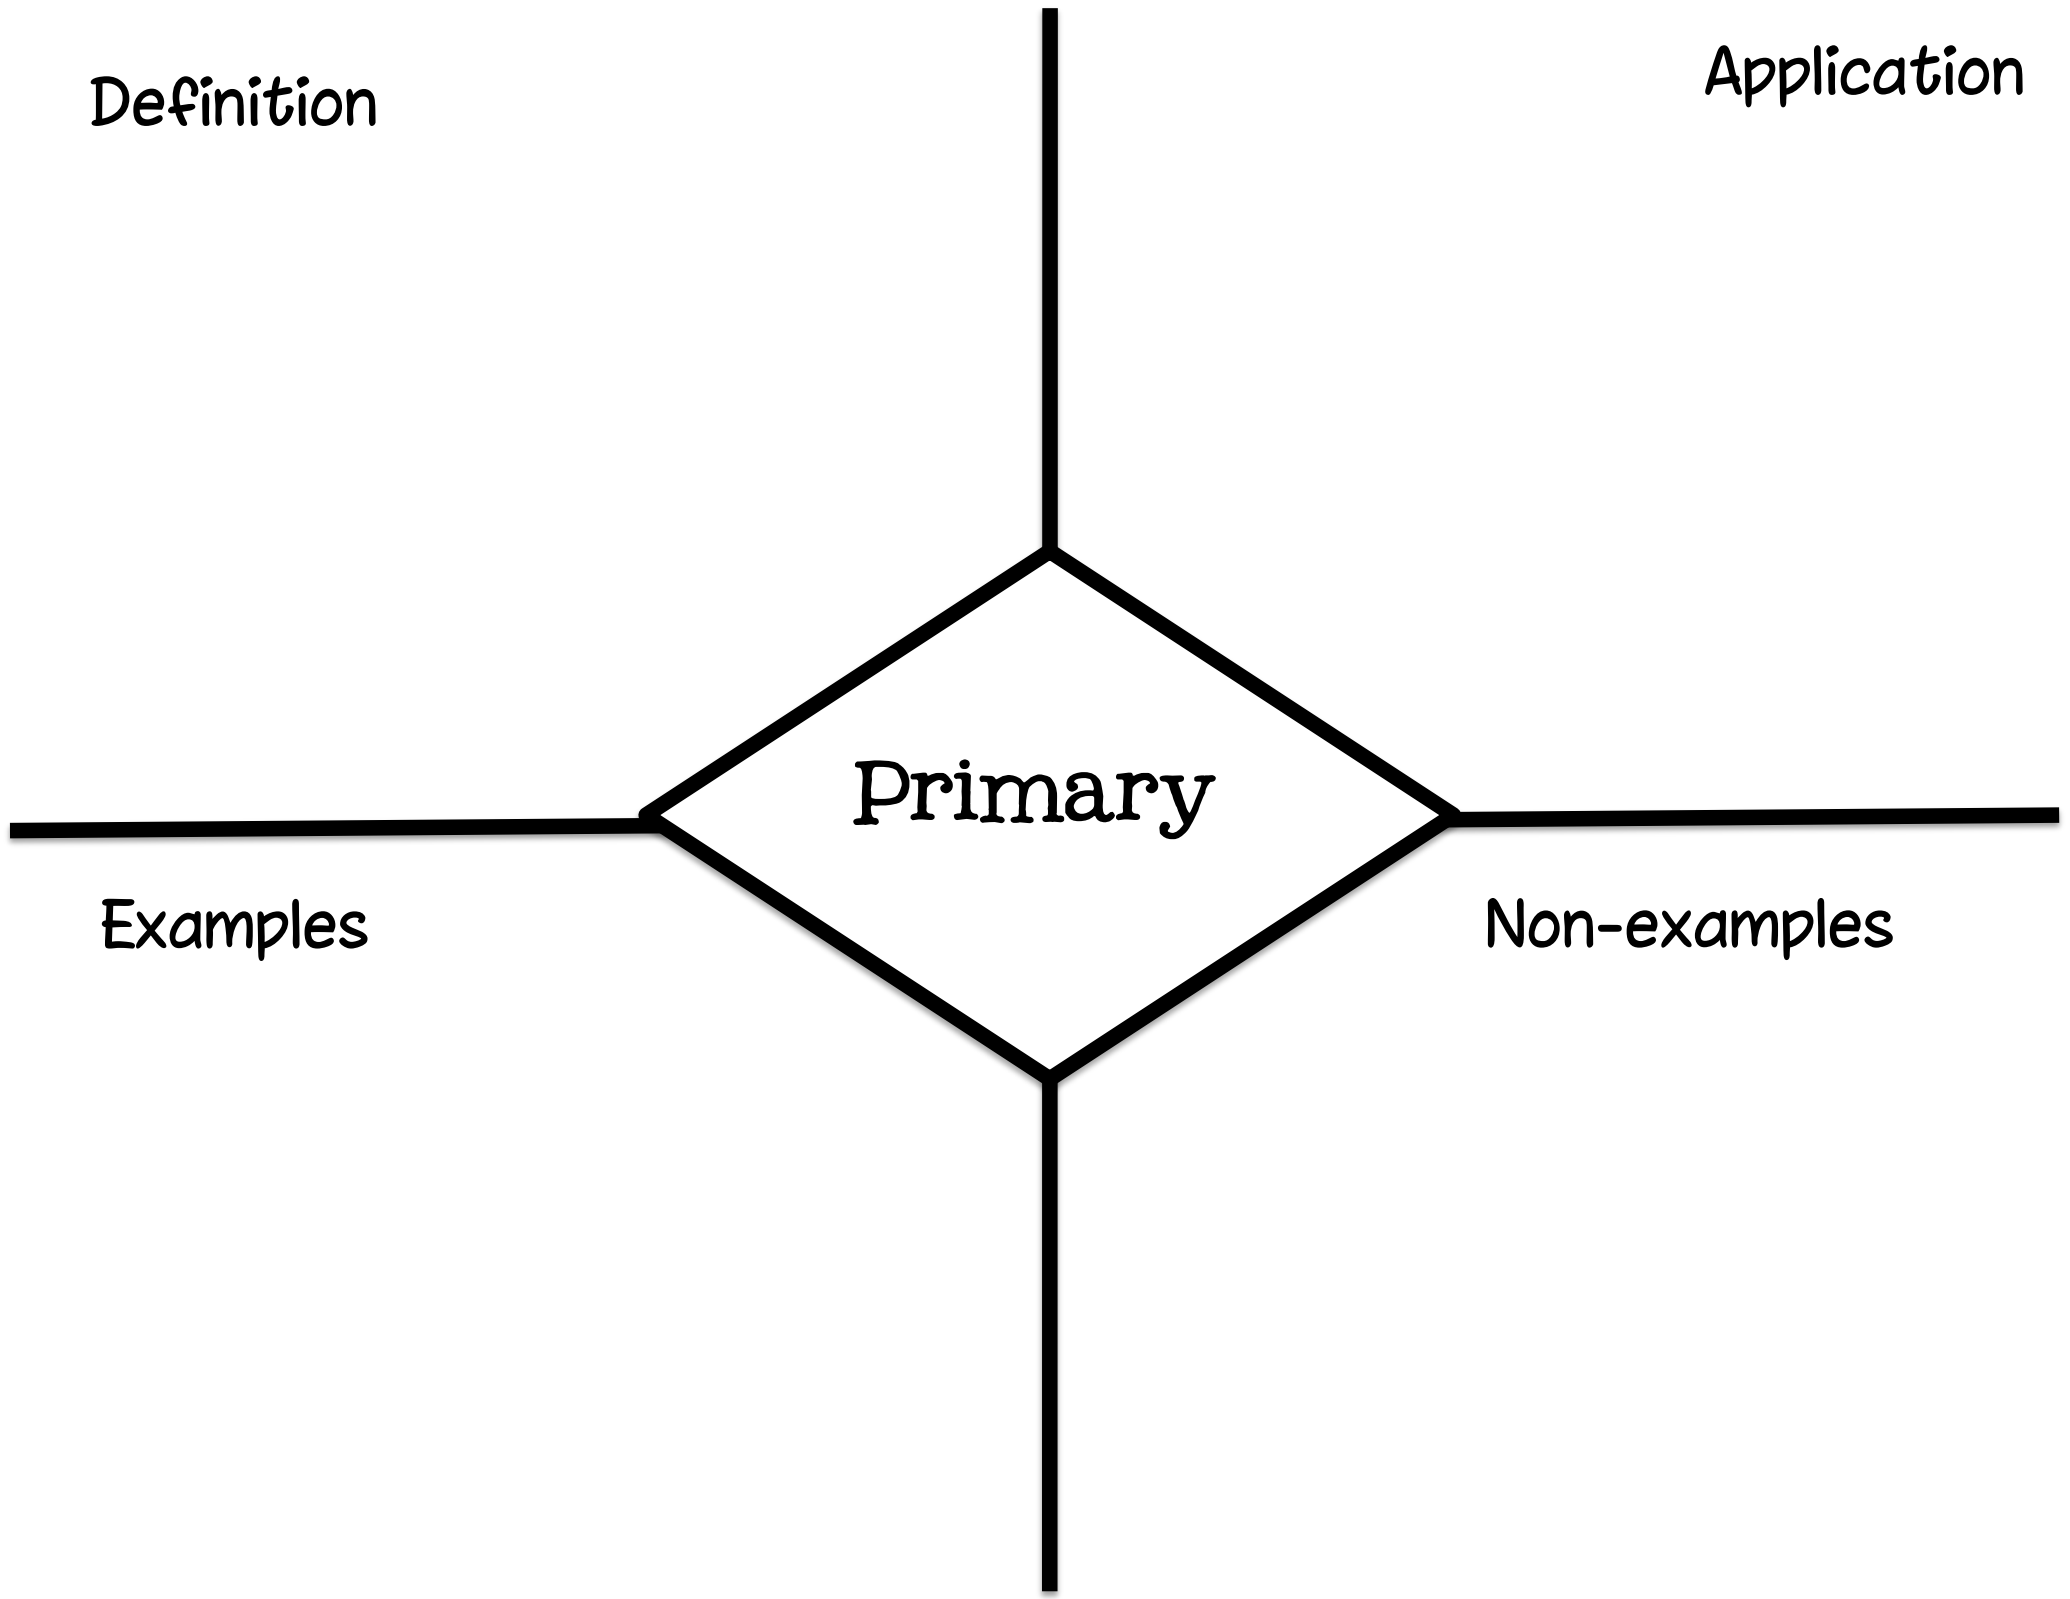 Definition
Application
Primary
Examples
Non-examples